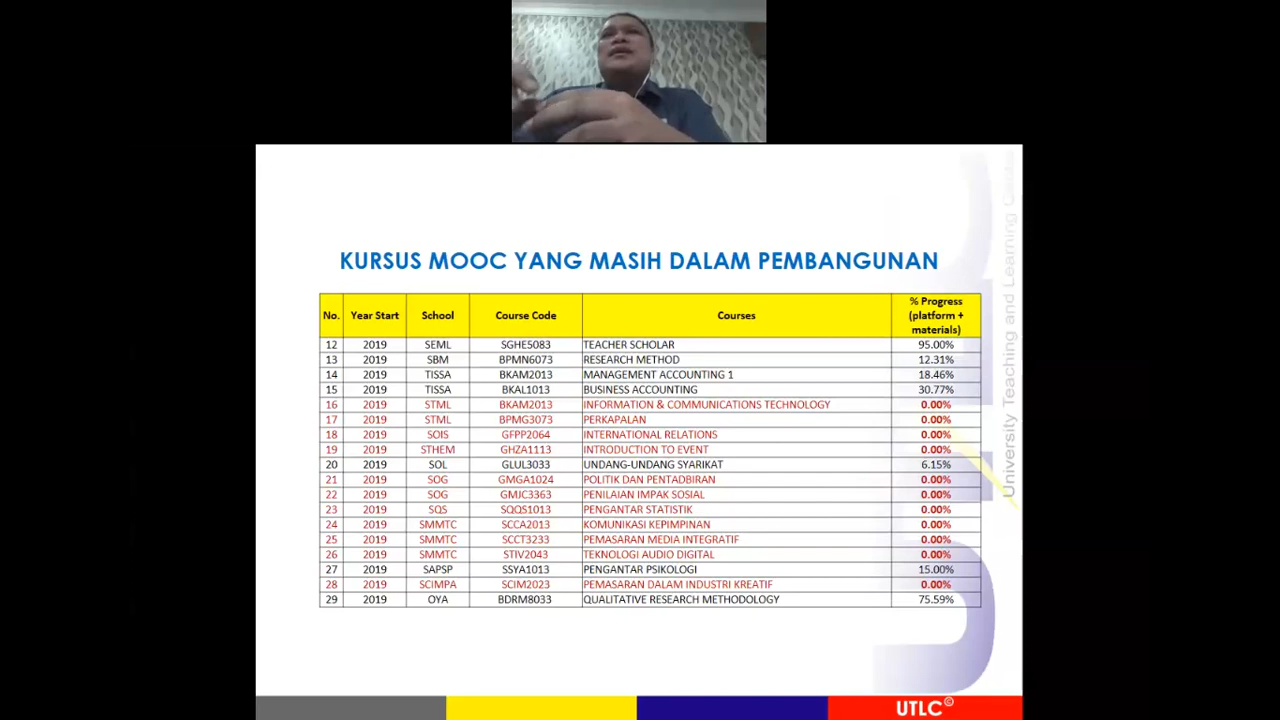 KURSUS MOOC YANG MASIH DALAM PEMBANGUNAN
No. Year Start School Course Code Courses % Progress (platform + materials)
12 2019 SEML SGHE5083 TEACHER SCHOLAR 95.00%
13 2019 SBM BPMN6073 RESEARCH METHOD 12.31%
14 2019 TISSA BKAM2013 MANAGEMENT ACCOUNTING 1 18.46%
15 2019 TISSA BKAL1013 BUSINESS ACCOUNTING 30.77%
16 2019 STML BKAM2013 INFORMATION & COMMUNICATIONS TECHNOLOGY 0.00%
17 2019 STML BPMG3073 PERKAPALAN 0.00%
18 2019 SOIS GFPP2064 INTERNATIONAL RELATIONS 0.00%
19 2019 STHEM GHZA1113 INTRODUCTION TO EVENT 0.00%
20 2019 SOL GLUL3033 UNDANG-UNDANG SYARIKAT 6.15%
21 2019 SOG GMGA1024 POLITIK DAN PENTADBIRAN 0.00%
22 2019 SOG GMJC3363 PENILAIAN IMPAK SOSIAL 0.00%
23 2019 SQS SQQS1013 PENGANTAR STATISTIK 0.00%
24 2019 SMMTC SCCA2013 KOMUNIKASI KEPIMPINAN 0.00%
25 2019 SMMTC SCCT3233 PEMASARAN MEDIA INTEGRATIF 0.00%
26 2019 SMMTC STIV2043 TEKNOLOGI AUDIO DIGITAL 0.00%
27 2019 SAPSP SSYA1013 PENGANTAR PSIKOLOGI 15.00%
28 2019 SCIMPA SCIM2023 PEMASARAN DALAM INDUSTRI KREATIF 0.00%
29 2019 OYA BDRM8033 QUALITATIVE RESEARCH METHODOLOGY 75.59%
University Teaching and Learning
UTLC©